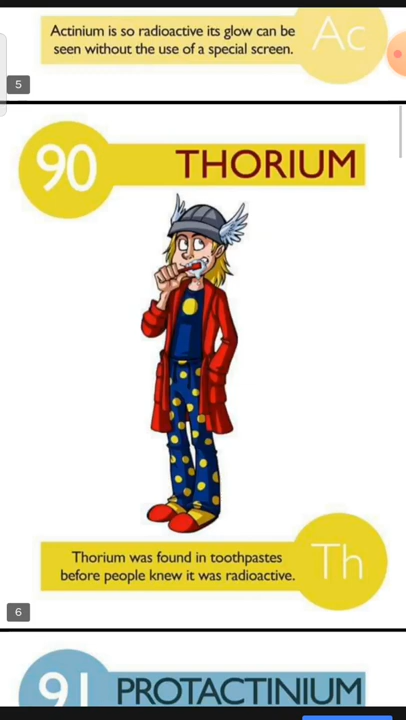 Actinium is so radioactive its glow can be
seen without the use of a special screen.
Ac
5
90
THORIUM
Thorium was found in toothpastes
before people knew it was radioactive.
Th
6
91
PROTACTINIUM